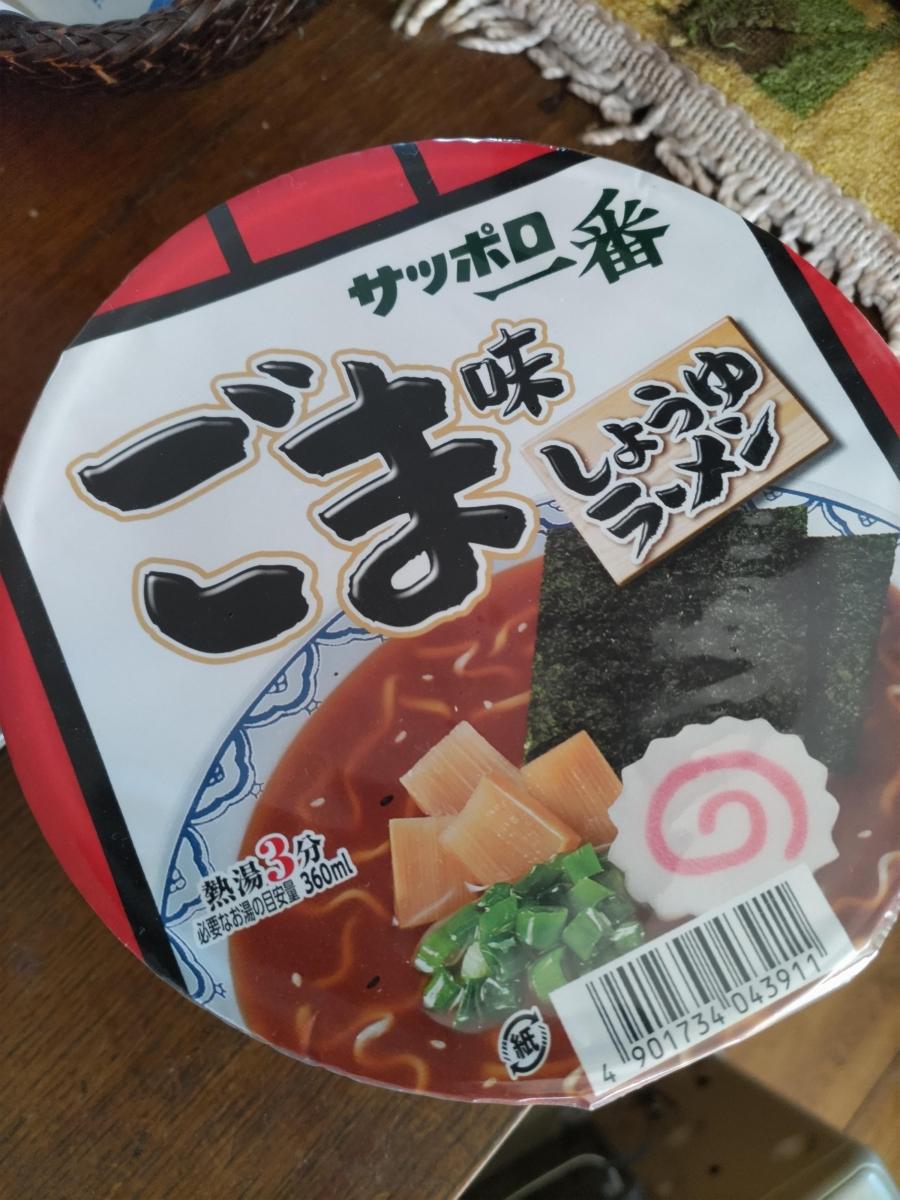 サッポロ一番
ごま味
しょうゆ
ラーメン
熱湯3分
必要なお湯の目安量 360ml
紙
4 901734 043911